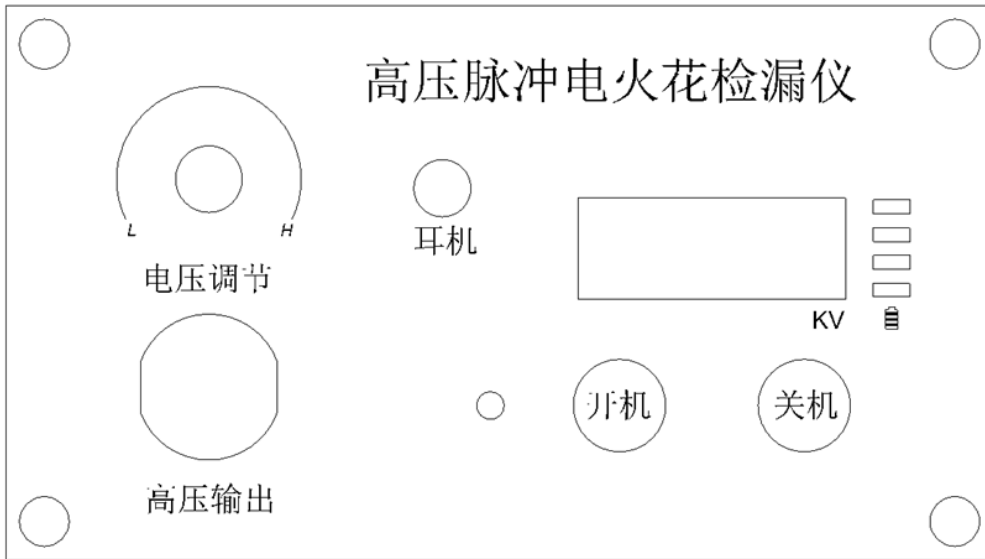 高压脉冲电火花检漏仪
L H
耳机
电压调节
KV
开机 关机
高压输出